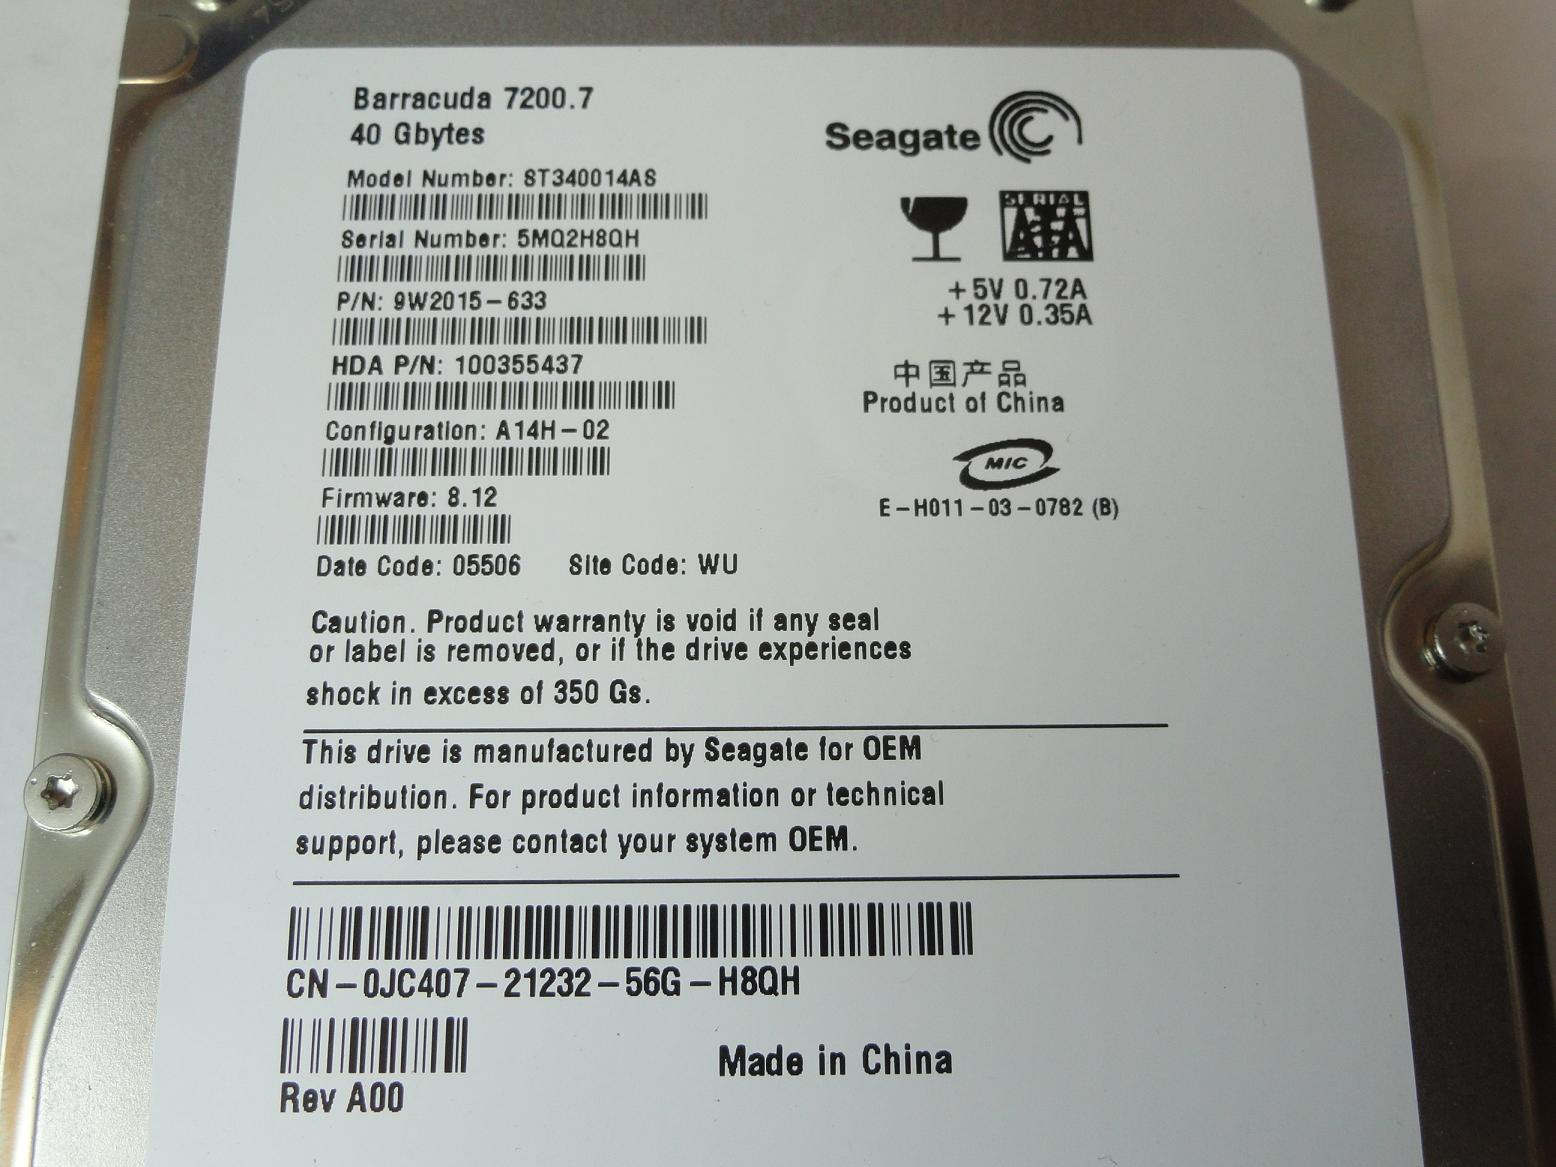 Barracuda 7200.7
40 Gbytes
Model Number: ST340014AS
Serial Number: 5MQ2H8QH
P/N: 9W2015-633
HDA P/N: 100355437
Configuration: A14H-02
Firmware: 8.12
Date Code: 05506 Site Code: WU
Seagate
SERIAL
ATA
+5V 0.72A
+12V 0.35A
中国产品
Product of China
MIC
E-H011-03-0782 (B)
Caution. Product warranty is void if any seal
or label is removed, or if the drive experiences
shock in excess of 350 Gs.
This drive is manufactured by Seagate for OEM
distribution. For product information or technical
support, please contact your system OEM.
CN-0JC407-21232-56G-H8QH
Rev A00
Made in China